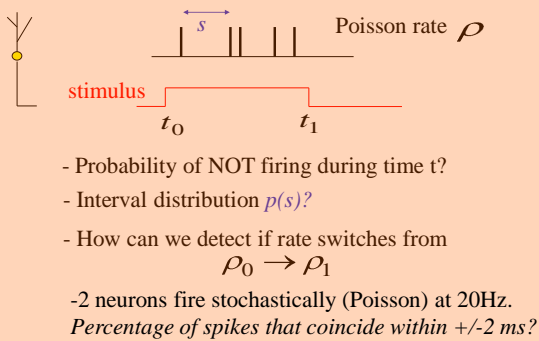 s
Poisson rate ρ
stimulus
t₀ t₁
- Probability of NOT firing during time t?
- Interval distribution p(s)?
- How can we detect if rate switches from
ρ₀ → ρ₁
-2 neurons fire stochastically (Poisson) at 20Hz.
Percentage of spikes that coincide within +/-2 ms?